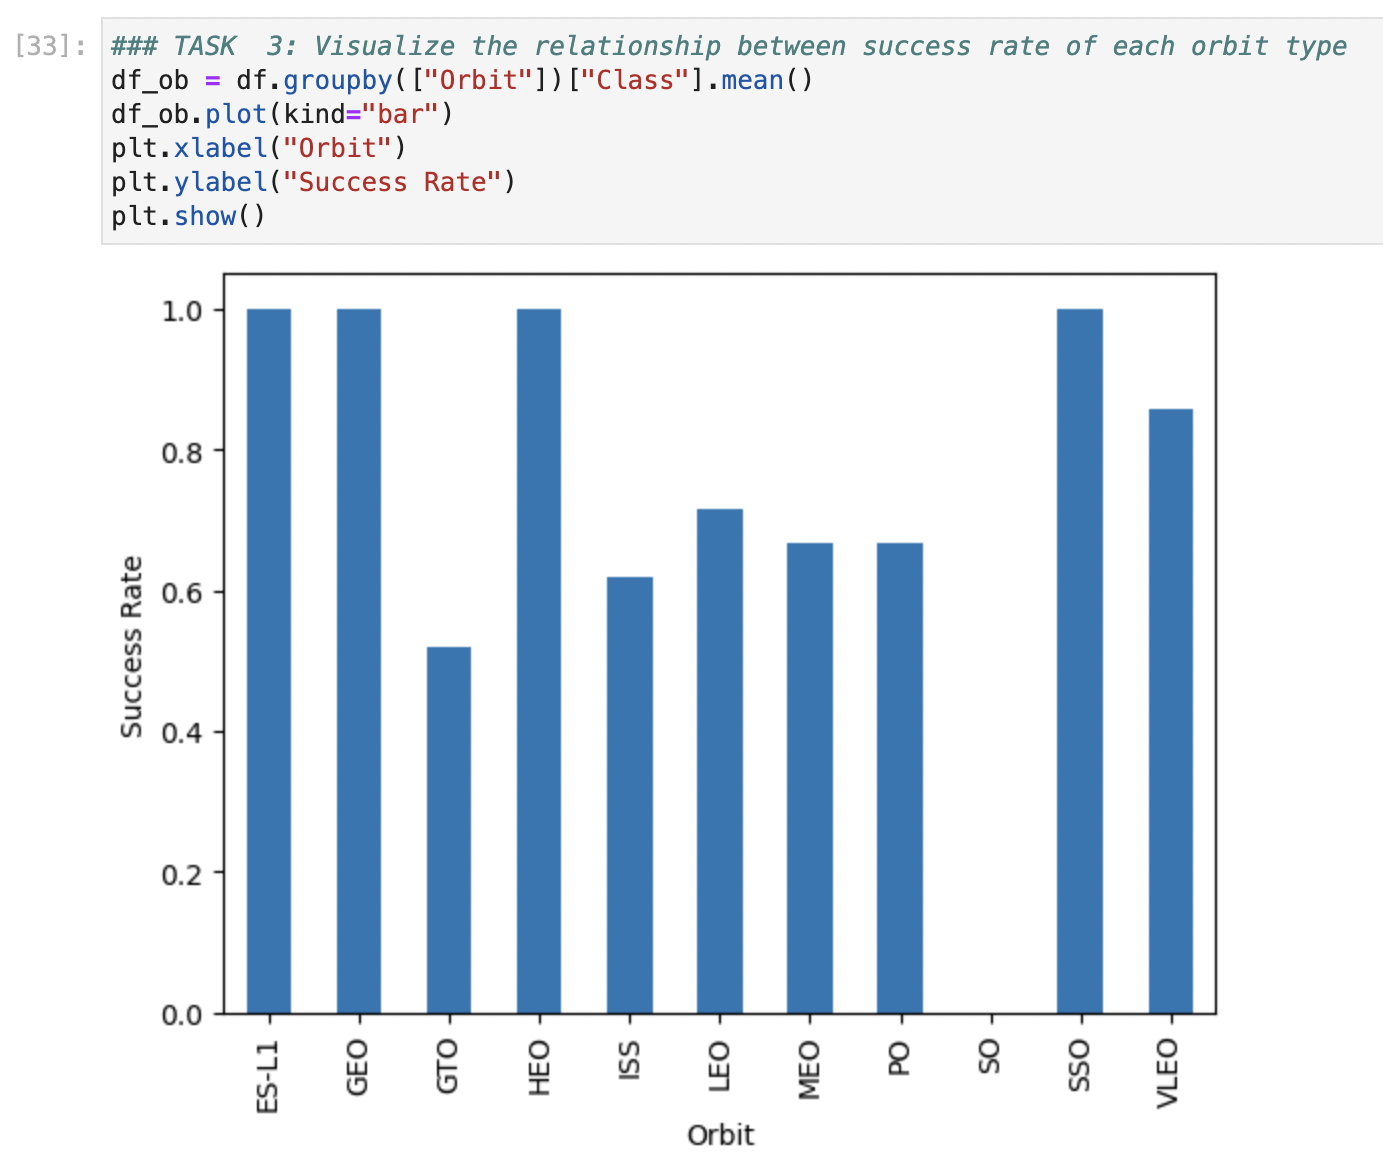 [33]:
### TASK  3: Visualize the relationship between success rate of each orbit type
df_ob = df.groupby(["Orbit"])["Class"].mean()
df_ob.plot(kind="bar")
plt.xlabel("Orbit")
plt.ylabel("Success Rate")
plt.show()
1.0
0.8
0.6
0.4
0.2
0.0
Success Rate
ES-L1
GEO
GTO
HEO
ISS
LEO
MEO
PO
SO
SSO
VLEO
Orbit